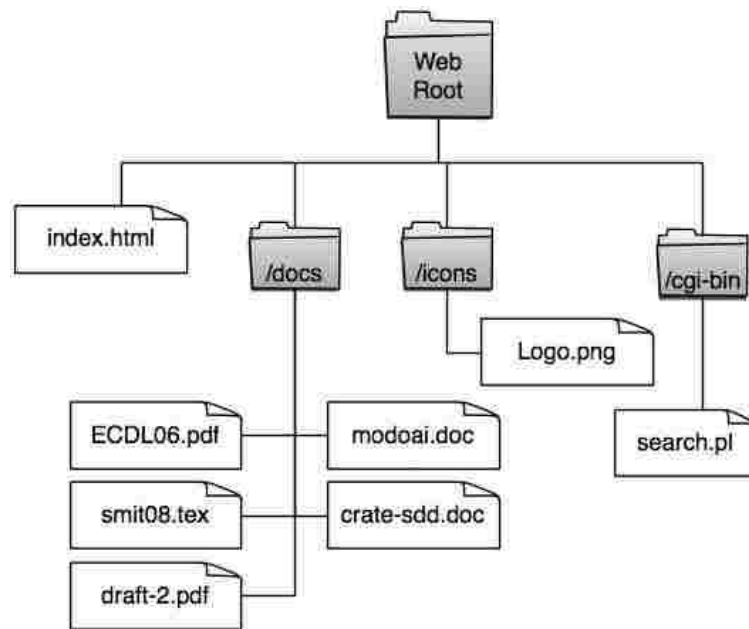 Web
Root
index.html
/docs
/icons
/cgi-bin
Logo.png
ECDL06.pdf
modoai.doc
search.pl
smit08.tex
crate-sdd.doc
draft-2.pdf